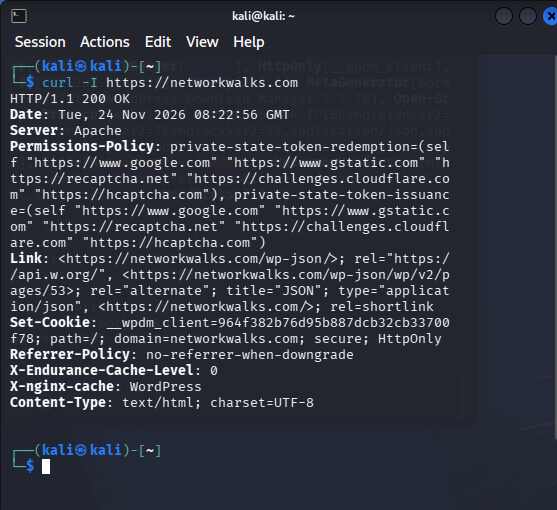 kali@kali: ~
Session Actions Edit View Help
┌──(kali㉿kali)-[~]
└─$ curl -I https://networkwalks.com
HTTP/1.1 200 OK
Date: Tue, 24 Nov 2026 08:22:56 GMT
Server: Apache
Permissions-Policy: private-state-token-redemption=(sel
f "https://www.google.com" "https://www.gstatic.com" "h
ttps://recaptcha.net" "https://challenges.cloudflare.co
m" "https://hcaptcha.com"), private-state-token-issuanc
e=(self "https://www.google.com" "https://www.gstatic.c
om" "https://recaptcha.net" "https://challenges.cloudfl
are.com" "https://hcaptcha.com")
Link: <https://networkwalks.com/wp-json/>; rel="https:/
/api.w.org/", <https://networkwalks.com/wp-json/wp/v2/p
ages/53>; rel="alternate"; title="JSON"; type="applicat
ion/json", <https://networkwalks.com/>; rel=shortlink
Set-Cookie: __wpdm_client=964f382b76d95b887dcb32cb33700
f78; path=/; domain=networkwalks.com; secure; HttpOnly
Referrer-Policy: no-referrer-when-downgrade
X-Endurance-Cache-Level: 0
X-nginx-cache: WordPress
Content-Type: text/html; charset=UTF-8
┌──(kali㉿kali)-[~]
└─$